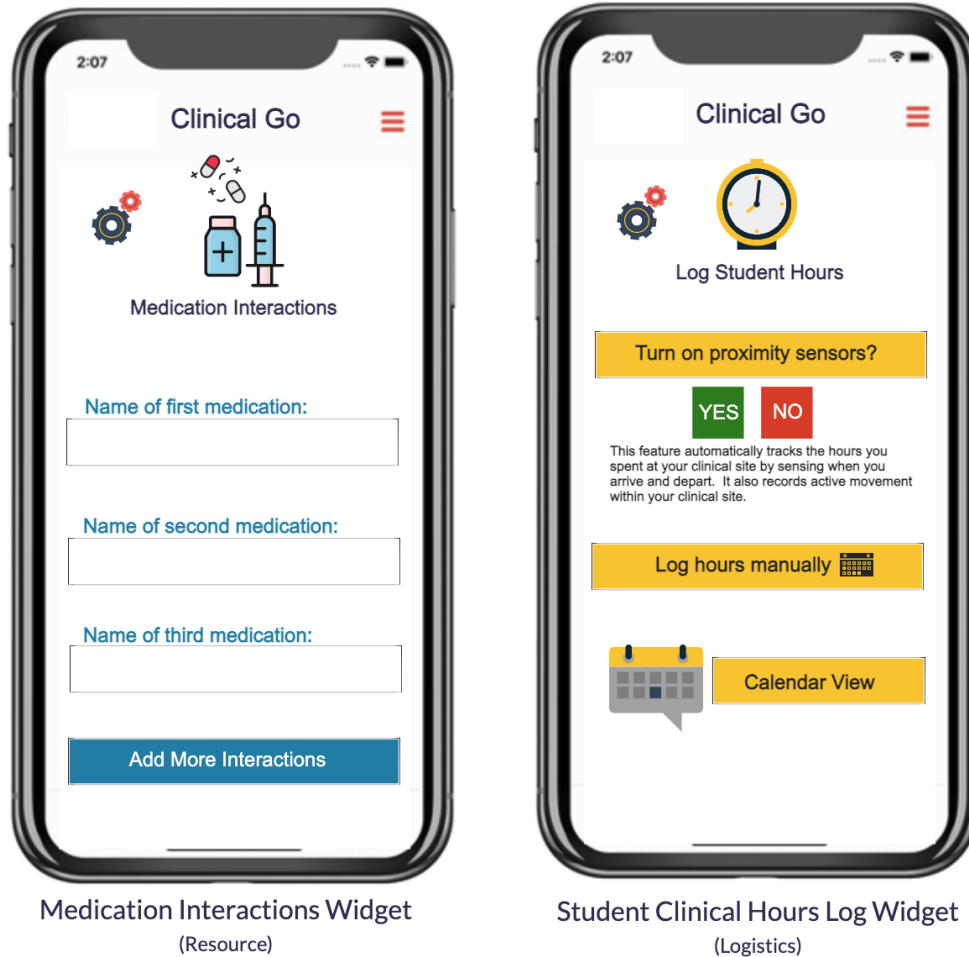 2:07
Clinical Go
Medication Interactions
Name of first medication:
Name of second medication:
Name of third medication:
Add More Interactions
Medication Interactions Widget
(Resource)
2:07
Clinical Go
Log Student Hours
Turn on proximity sensors?
YES NO
This feature automatically tracks the hours you
spent at your clinical site by sensing when you
arrive and depart.  It also records active movement
within your clinical site.
Log hours manually
Calendar View
Student Clinical Hours Log Widget
(Logistics)